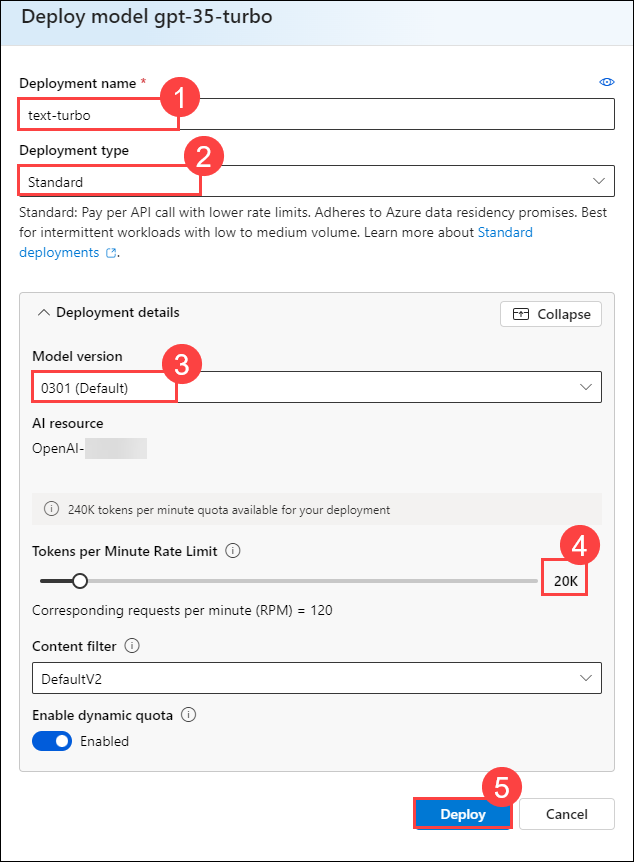 Deploy model gpt-35-turbo
Deployment name *
1
text-turbo
Deployment type
2
Standard
Standard: Pay per API call with lower rate limits. Adheres to Azure data residency promises. Best
for intermittent workloads with low to medium volume. Learn more about Standard
deployments .
Deployment details
Collapse
Model version
3
0301 (Default)
AI resource
OpenAI-
240K tokens per minute quota available for your deployment
Tokens per Minute Rate Limit
4
20K
Corresponding requests per minute (RPM) = 120
Content filter
DefaultV2
Enable dynamic quota
Enabled
5
Deploy
Cancel